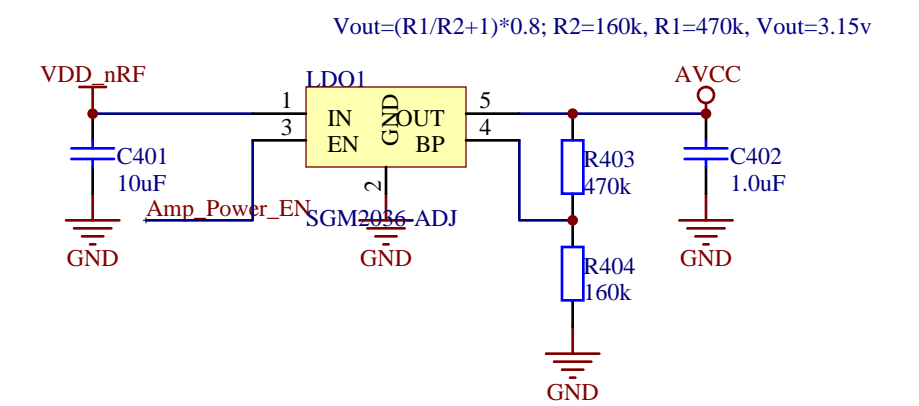 Vout=(R1/R2+1)*0.8; R2=160k, R1=470k, Vout=3.15v
VDD_nRF
LDO1
AVCC
1
IN
GND
OUT
5
3
EN
BP
4
C401
10uF
R403
470k
C402
1.0uF
2
Amp_Power_EN
SGM2036-ADJ
GND
GND
GND
R404
160k
GND